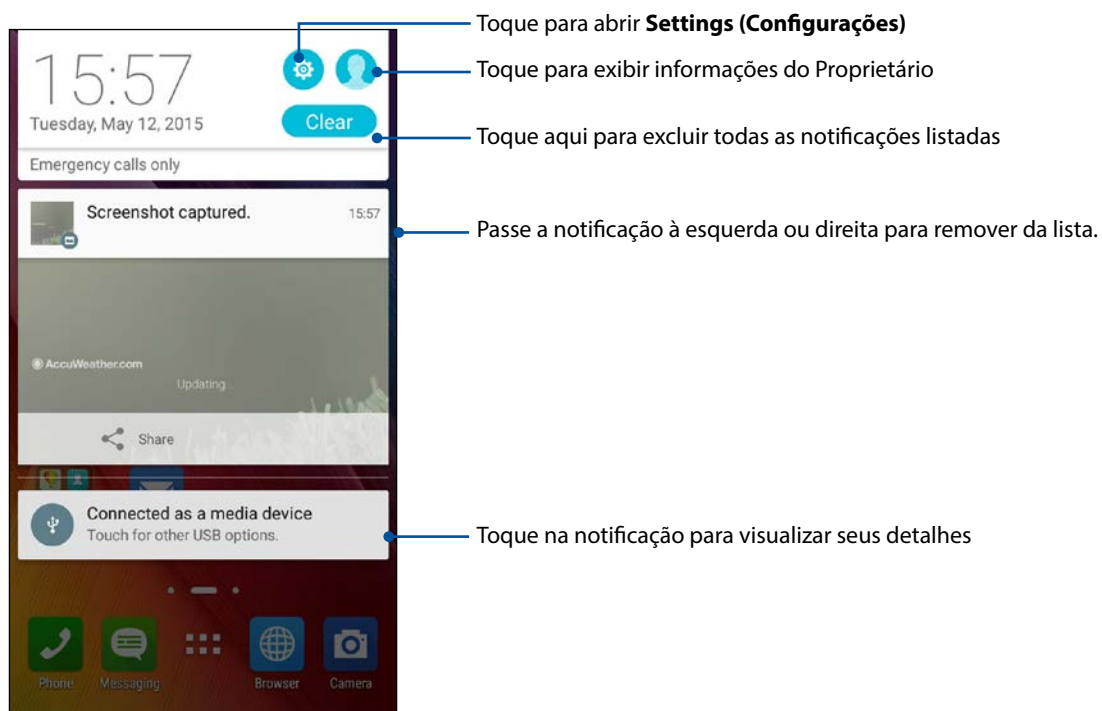 Toque para abrir Settings (Configurações)
15:57
Toque para exibir informações do Proprietário
Tuesday, May 12, 2015
Clear
Toque aqui para excluir todas as notificações listadas
Emergency calls only
Screenshot captured.
15:57
Passe a notificação à esquerda ou direita para remover da lista.
AccuWeather.com
Updating...
Share
Connected as a media device
Touch for other USB options.
Toque na notificação para visualizar seus detalhes
Phone
Messaging
Browser
Camera